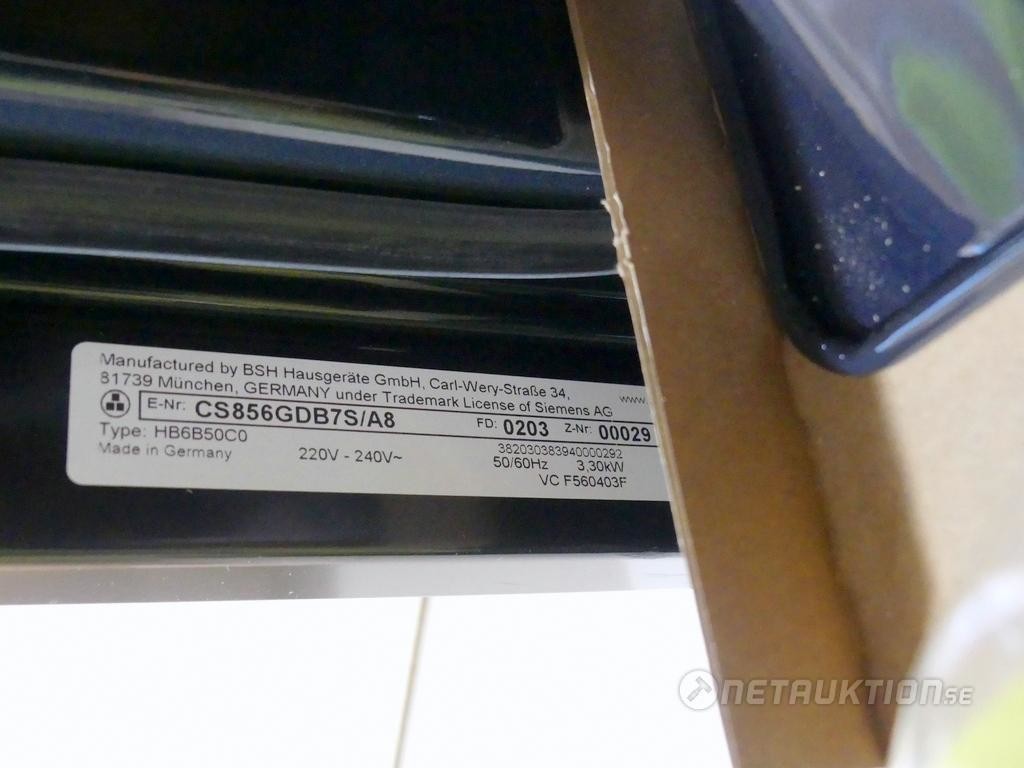 Manufactured by BSH Hausgeräte GmbH, Carl-Wery-Straße 34,
81739 München, GERMANY under Trademark License of Siemens AG www.
E-Nr: CS856GDB7S/A8 FD: 0203 Z-Nr: 00029
Type: HB6B50C0 382030383940000292
Made in Germany 220V - 240V~ 50/60Hz 3,30kW
VC F560403F
NETAUKTION.SE